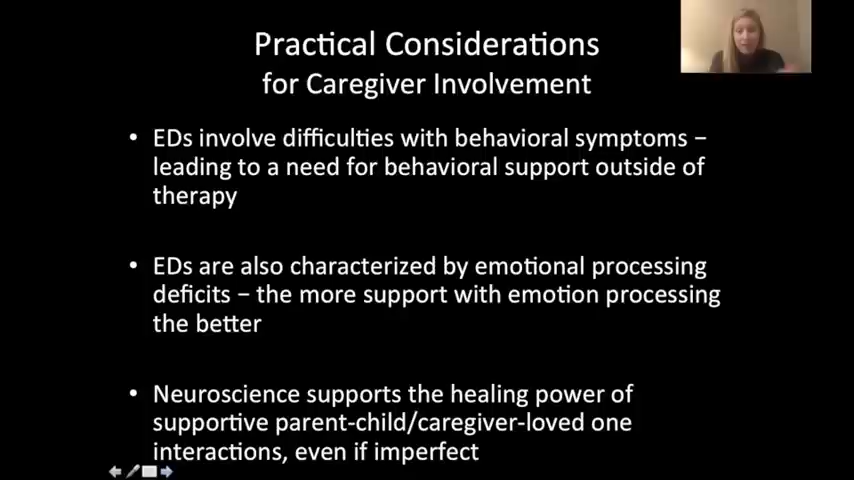 Practical Considerations
for Caregiver Involvement
• EDs involve difficulties with behavioral symptoms –
leading to a need for behavioral support outside of
therapy
• EDs are also characterized by emotional processing
deficits – the more support with emotion processing
the better
• Neuroscience supports the healing power of
supportive parent-child/caregiver-loved one
interactions, even if imperfect